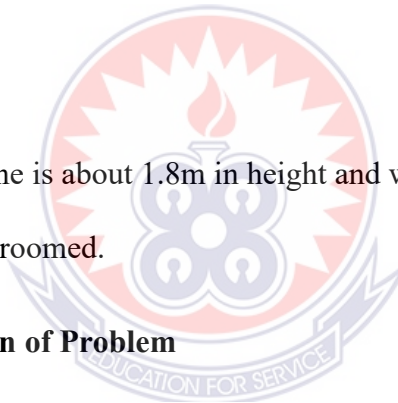 ne is about 1.8m in height and w
roomed.
n of Problem
EDUCATION FOR SERVICE